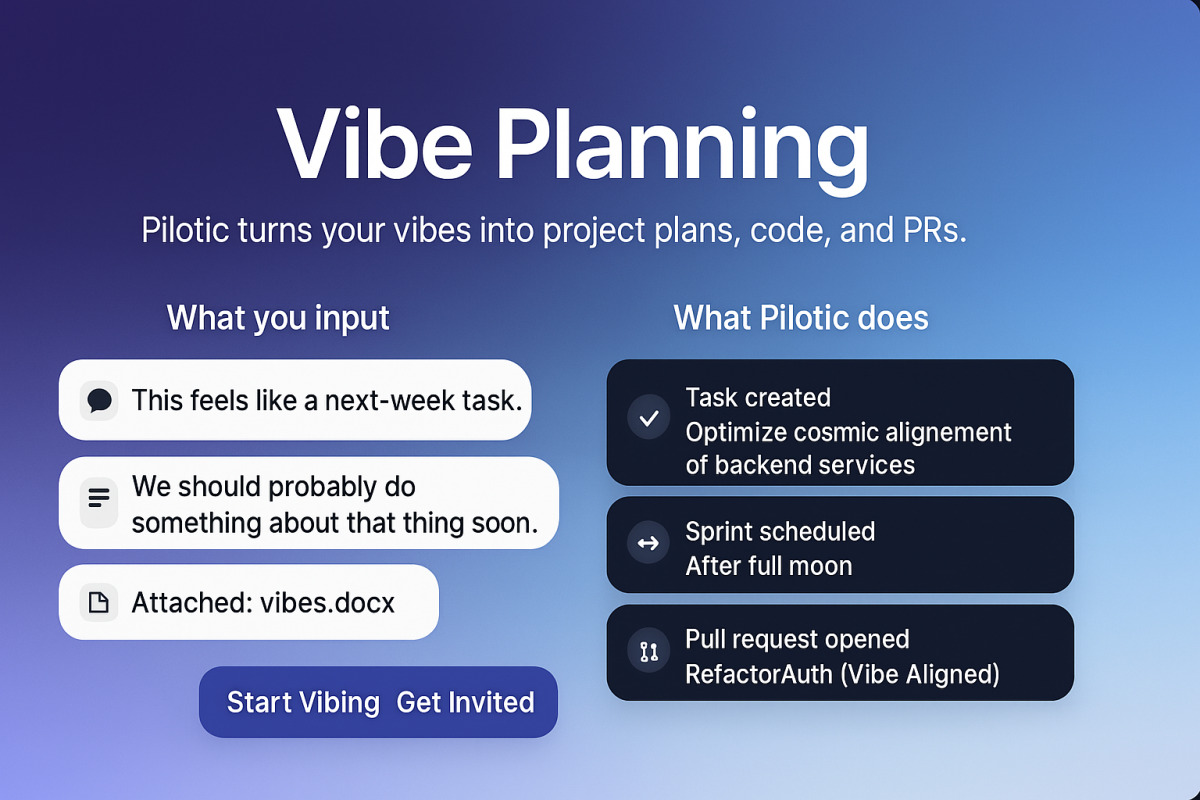 Vibe Planning
Pilotic turns your vibes into project plans, code, and PRs.
What you input
This feels like a next-week task.
We should probably do
something about that thing soon.
Attached: vibes.docx
Start Vibing Get Invited
What Pilotic does
Task created
Optimize cosmic alignement
of backend services
Sprint scheduled
After full moon
Pull request opened
RefactorAuth (Vibe Aligned)